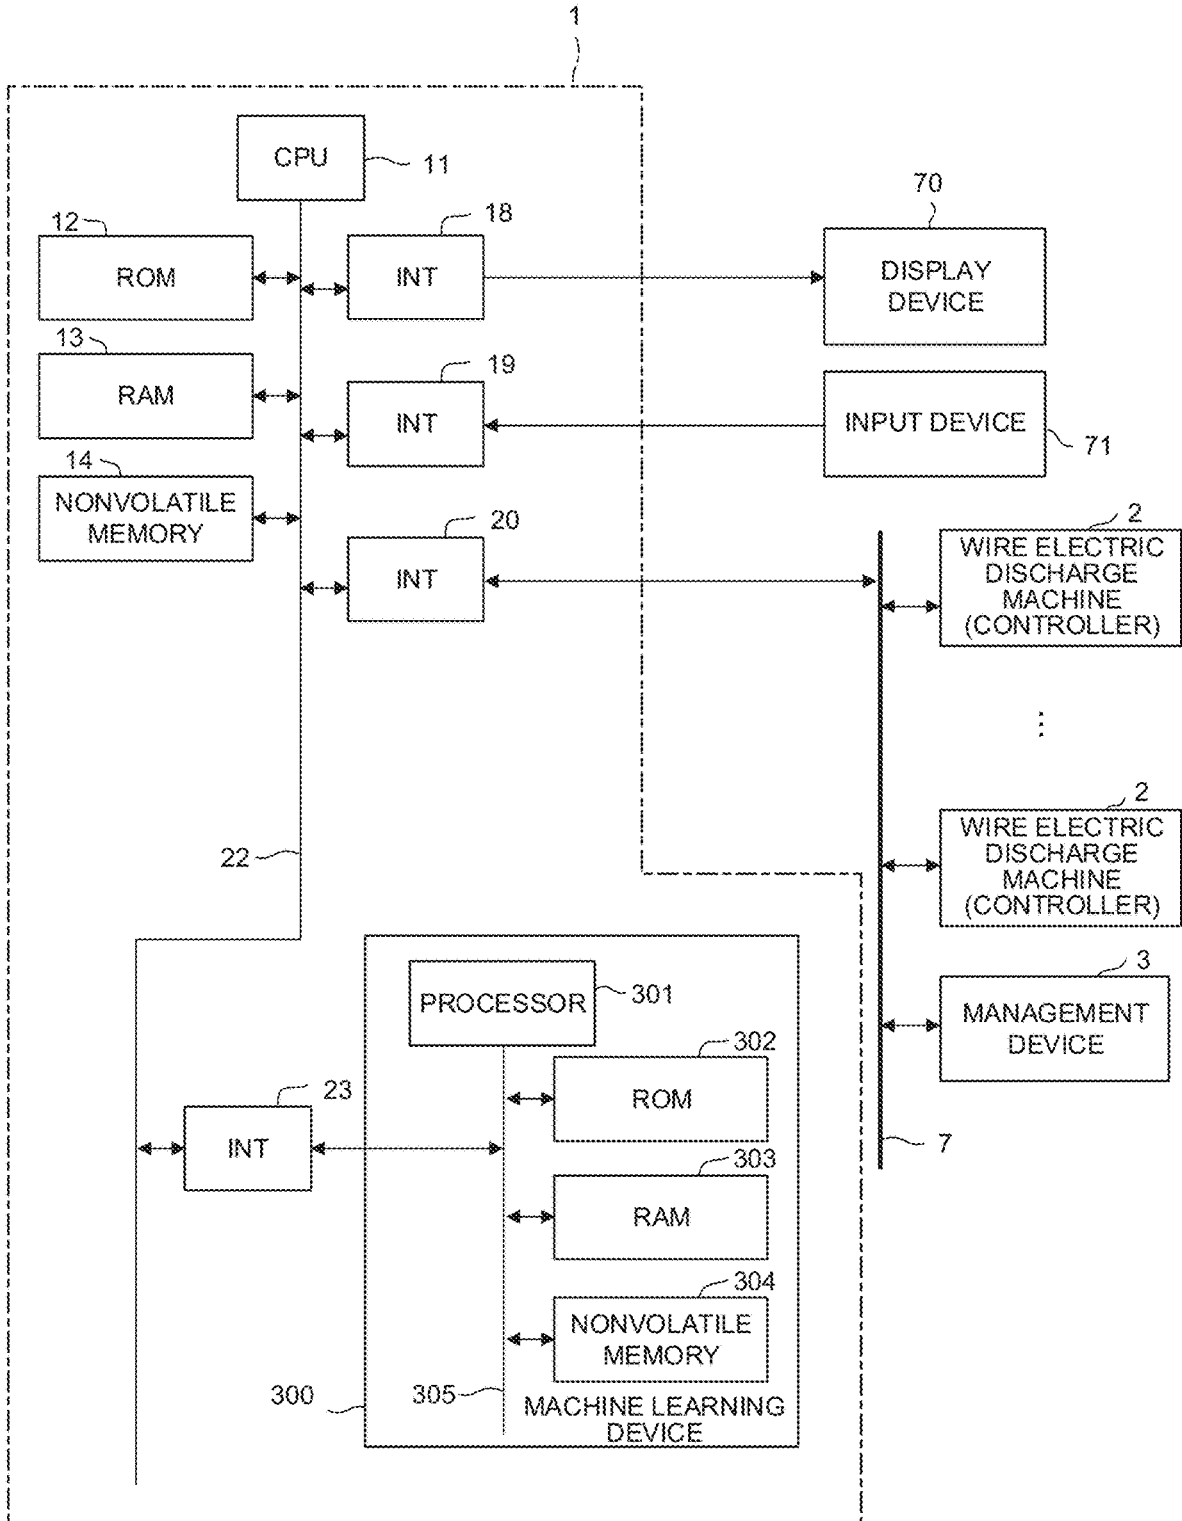 1
CPU
11
12
ROM
18
INT
70
DISPLAY
DEVICE
13
RAM
19
INT
INPUT DEVICE
71
14
NONVOLATILE
MEMORY
20
INT
2
WIRE ELECTRIC
DISCHARGE
MACHINE
(CONTROLLER)
...
2
WIRE ELECTRIC
DISCHARGE
MACHINE
(CONTROLLER)
22
3
MANAGEMENT
DEVICE
7
PROCESSOR
301
302
ROM
23
INT
303
RAM
304
NONVOLATILE
MEMORY
300
305
MACHINE LEARNING
DEVICE